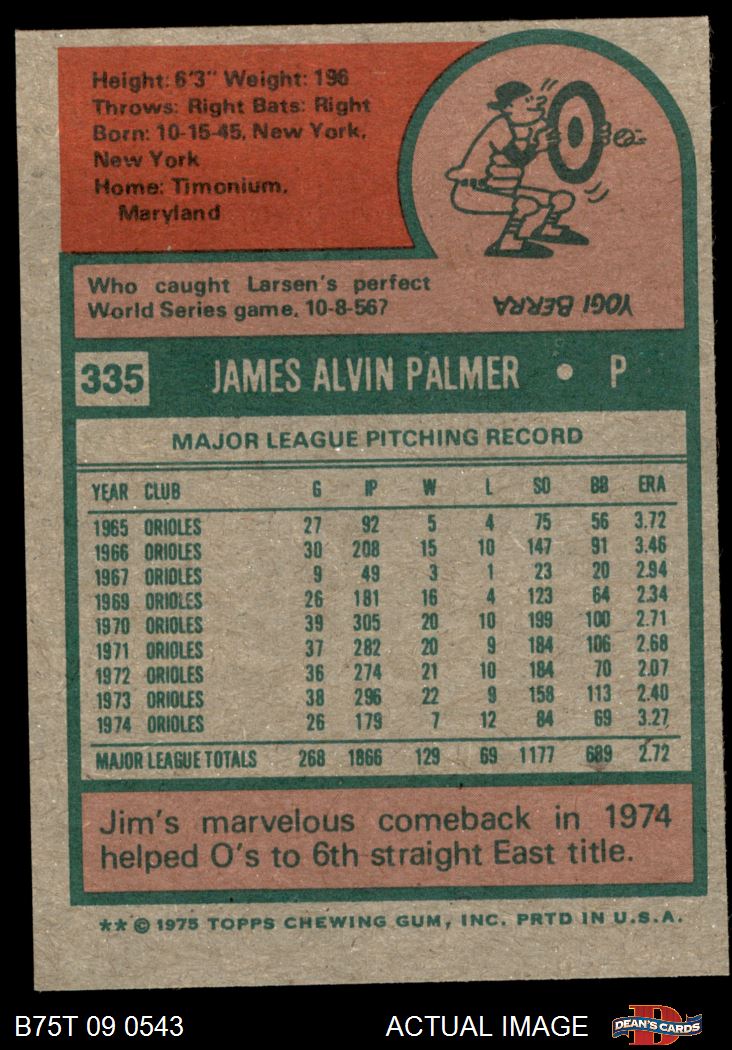 Height: 6'3" Weight: 196
Throws: Right Bats: Right
Born: 10-15-45, New York,
New York
Home: Timonium,
Maryland
Who caught Larsen's perfect
World Series game, 10-8-56?
YOGI BERRA
335 JAMES ALVIN PALMER • P
MAJOR LEAGUE PITCHING RECORD
YEAR CLUB G IP W L SO BB ERA
1965 ORIOLES 27 92 5 4 75 56 3.72
1966 ORIOLES 30 208 15 10 147 91 3.46
1967 ORIOLES 9 49 3 1 23 20 2.94
1969 ORIOLES 26 181 16 4 123 64 2.34
1970 ORIOLES 39 305 20 10 199 100 2.71
1971 ORIOLES 37 282 20 9 184 106 2.68
1972 ORIOLES 36 274 21 10 184 70 2.07
1973 ORIOLES 38 296 22 9 158 113 2.40
1974 ORIOLES 26 179 7 12 84 69 3.27
MAJOR LEAGUE TOTALS 268 1866 129 69 1177 689 2.72
Jim's marvelous comeback in 1974
helped O's to 6th straight East title.
** © 1975 TOPPS CHEWING GUM, INC. PRTD IN U.S.A.
B75T 09 0543 ACTUAL IMAGE D DEAN'S CARDS